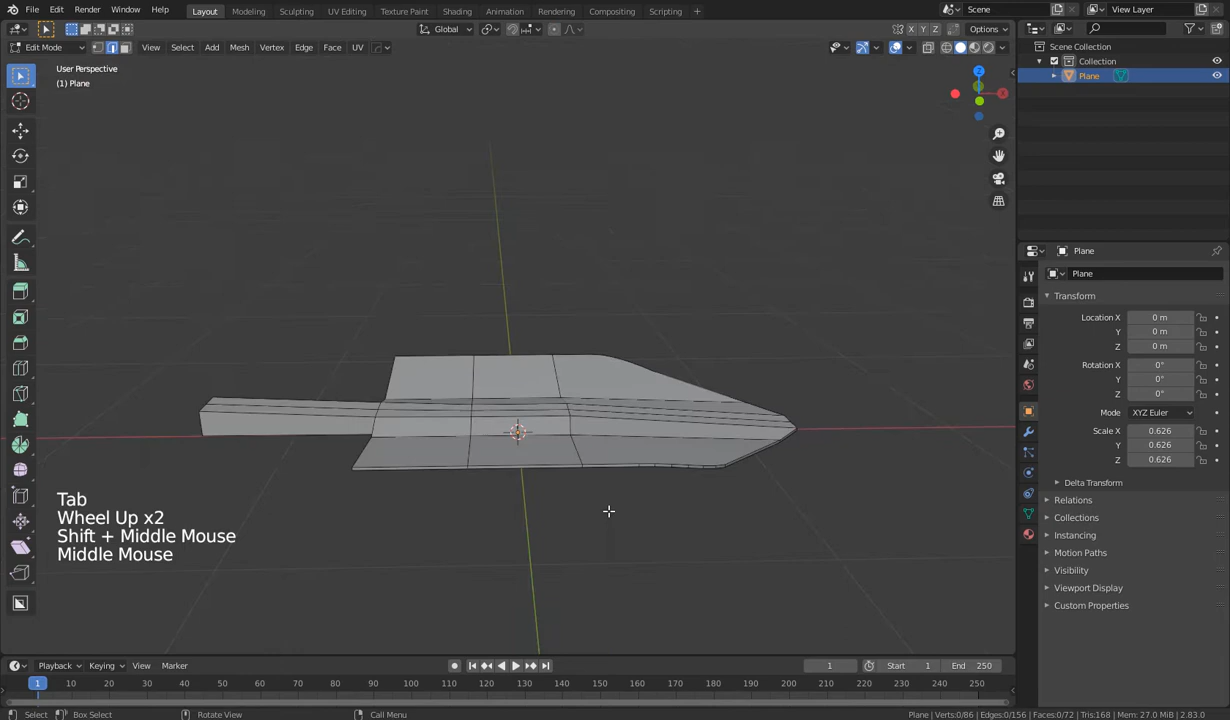 File Edit Render Window Help Layout Modeling Sculpting UV Editing Texture Paint Shading Animation Rendering Compositing Scripting + Scene View Layer
Global X Y Z Options
Edit Mode View Select Add Mesh Vertex Edge Face UV
User Perspective
(1) Plane
Z
X
Scene Collection
Collection
Plane
Plane
Plane
Transform
Location X 0 m
Y 0 m
Z 0 m
Rotation X 0°
Y 0°
Z 0°
Mode XYZ Euler
Scale X 0.626
Y 0.626
Z 0.626
Delta Transform
Relations
Collections
Instancing
Motion Paths
Visibility
Viewport Display
Custom Properties
Tab
Wheel Up x2
Shift + Middle Mouse
Middle Mouse
Playback Keying View Marker 1 Start 1 End 250
1 10 20 30 40 50 60 70 80 90 100 110 120 130 140 150 160 170 180 190 200 210 220 230 240 250
Select Box Select Rotate View Call Menu Plane | Verts:0/86 | Edges:0/156 | Faces:0/72 | Tris:168 | Mem: 27.0 MiB | 2.83.0